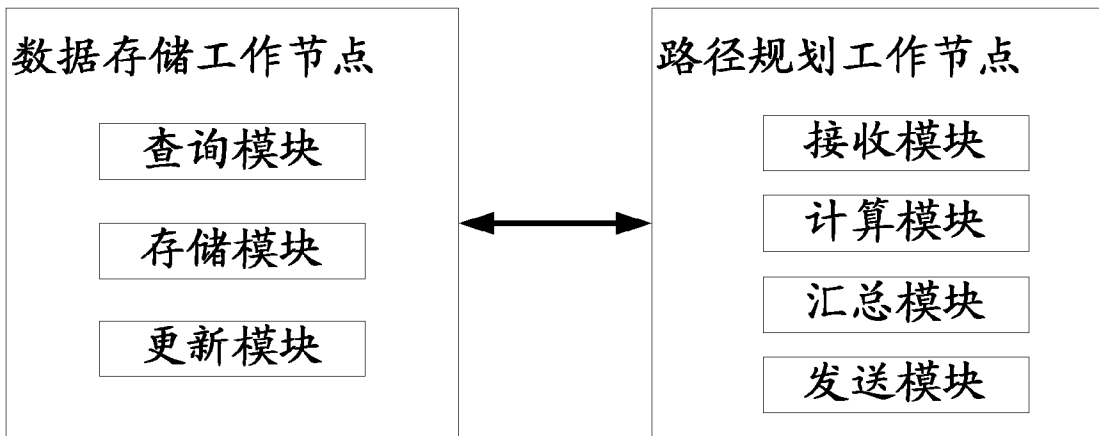 数据存储工作节点
查询模块
存储模块
更新模块
路径规划工作节点
接收模块
计算模块
汇总模块
发送模块